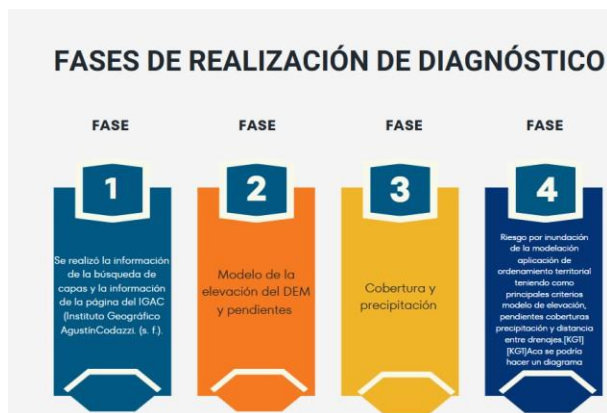 FASES DE REALIZACIÓN DE DIAGNÓSTICO
FASE
FASE
FASE
FASE
1
2
3
4
Se realizó la información
de la búsqueda de
capas y la información
de la página del IGAC
(Instituto Geográfico
AgustínCodazzi. (s. f.).
Modelo de la
elevación del DEM
y pendientes
Cobertura y
precipitación
Riesgo por inundación
de la modelación
aplicación de
ordenamiento territorial
teniendo como
principales criterios
modelo de elevación,
pendientes coberturas
precipitación y distancia
entre drenajes.[KG1]
[KG1]Aca se podría
hacer un diagrama